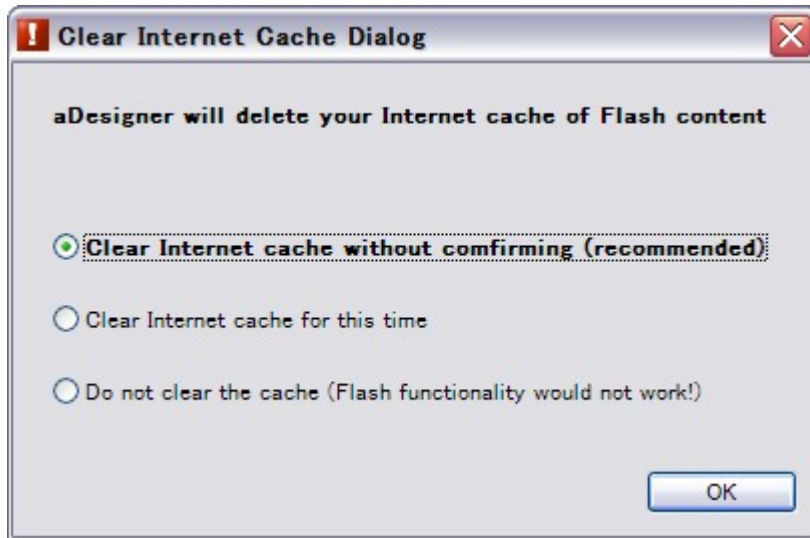 Clear Internet Cache Dialog
aDesigner will delete your Internet cache of Flash content
Clear Internet cache without comfirming (recommended)
Clear Internet cache for this time
Do not clear the cache (Flash functionality would not work!)
OK